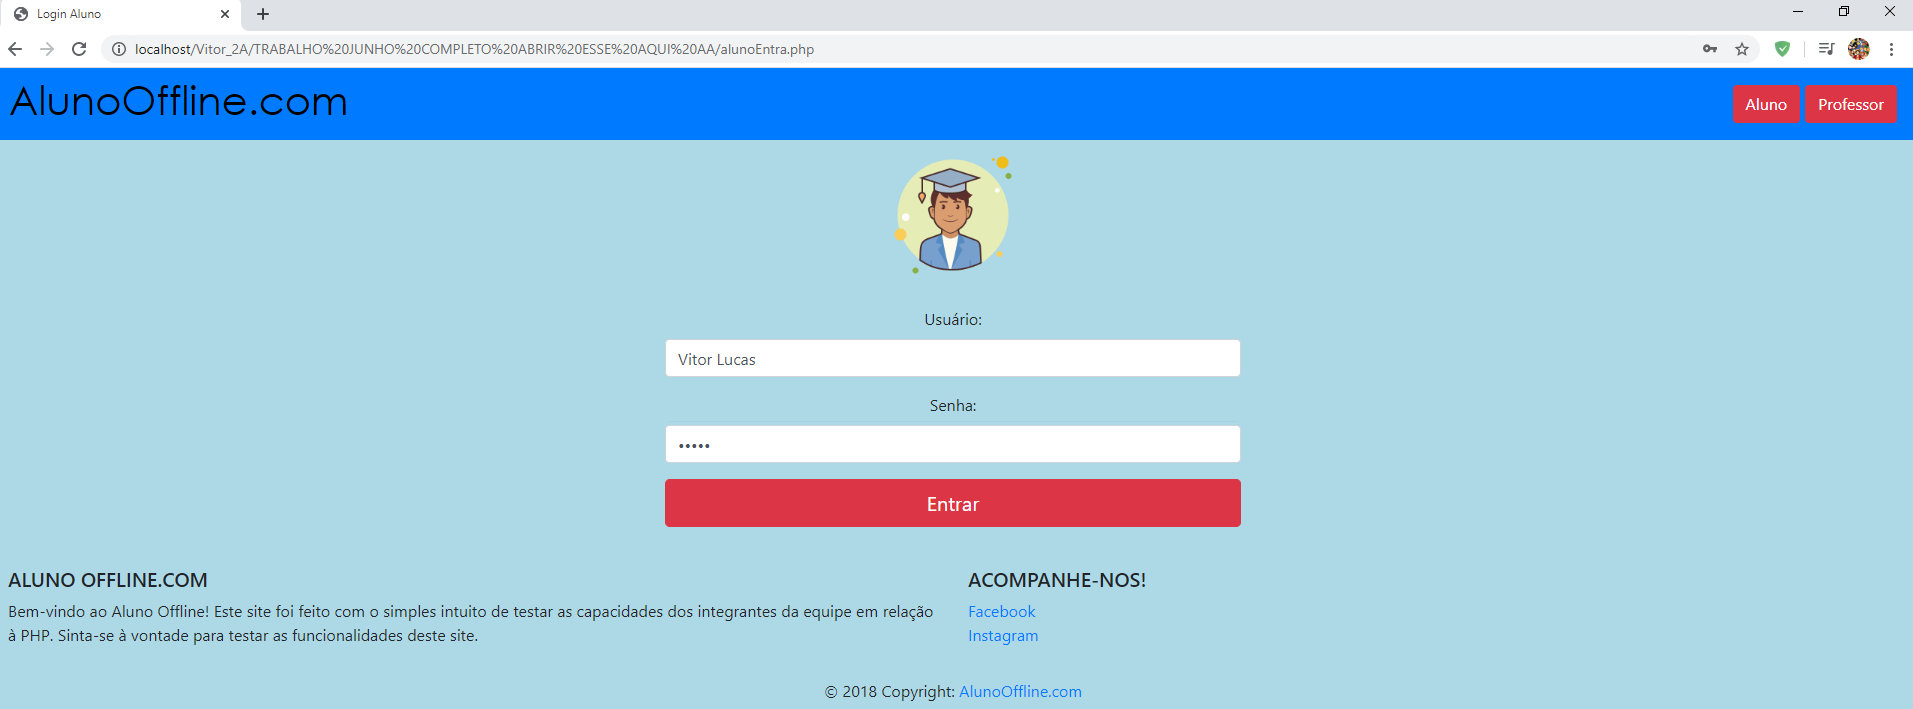 Login Aluno
localhost/Vitor_2A/TRABALHO%20JUNHO%20COMPLETO%20ABRIR%20ESSE%20AQUI%20AA/alunoEntra.php
AlunoOffline.com
Aluno
Professor
Usuário:
Vitor Lucas
Senha:
•••••
Entrar
ALUNO OFFLINE.COM
Bem-vindo ao Aluno Offline! Este site foi feito com o simples intuito de testar as capacidades dos integrantes da equipe em relação
à PHP. Sinta-se à vontade para testar as funcionalidades deste site.
ACOMPANHE-NOS!
Facebook
Instagram
© 2018 Copyright: AlunoOffline.com